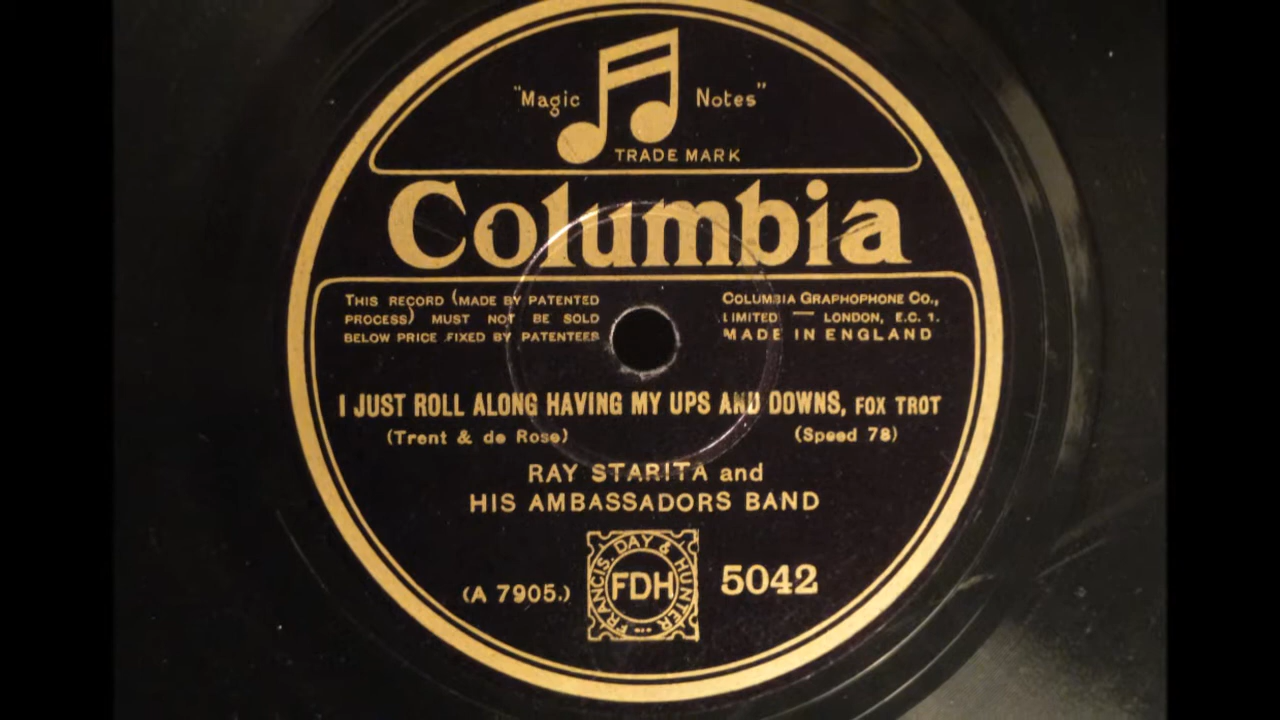 "Magic Notes"
TRADE MARK
Columbia
THIS RECORD (MADE BY PATENTED
PROCESS) MUST NOT BE SOLD
BELOW PRICE FIXED BY PATENTEES
COLUMBIA GRAPHOPHONE CO.,
LIMITED — LONDON, E.C. 1.
MADE IN ENGLAND
I JUST ROLL ALONG HAVING MY UPS AND DOWNS, FOX TROT
(Trent & de Rose) (Speed 78)
RAY STARITA and
HIS AMBASSADORS BAND
(A 7905.)
FRANCIS, DAY & HUNTER
FDH
5042